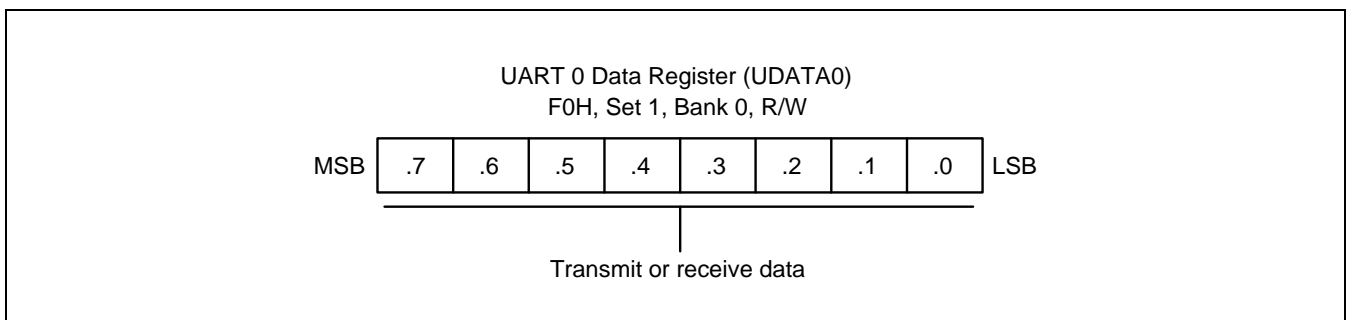 UART 0 Data Register (UDATA0)
F0H, Set 1, Bank 0, R/W
MSB .7 .6 .5 .4 .3 .2 .1 .0 LSB
Transmit or receive data